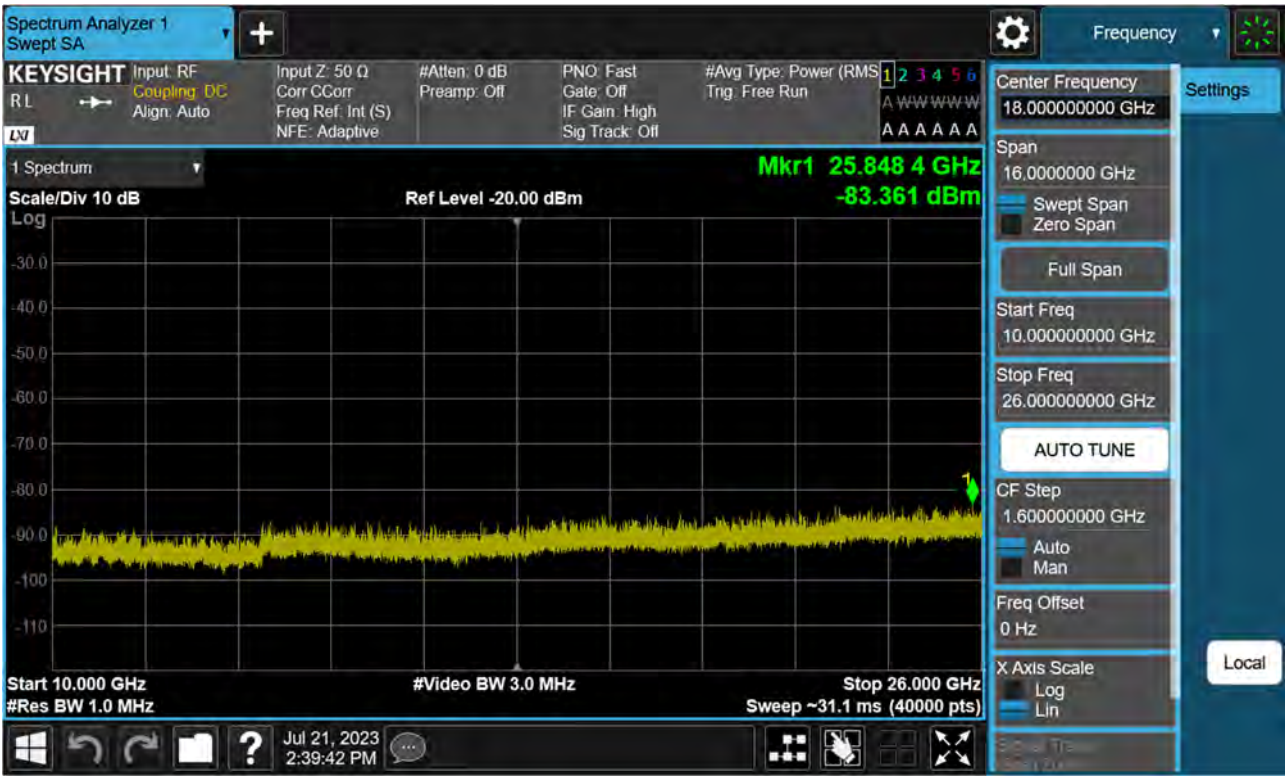 Spectrum Analyzer 1
Swept SA
+
Frequency
KEYSIGHT
R L
LXI
Input: RF
Coupling: DC
Align: Auto
Input Z: 50 Ω
Corr CCorr
Freq Ref: Int (S)
NFE: Adaptive
#Atten: 0 dB
Preamp: Off
PNO: Fast
Gate: Off
IF Gain: High
Sig Track: Off
#Avg Type: Power (RMS
Trig: Free Run
1 2 3 4 5 6
A W W W W W
A A A A A A
1 Spectrum
Scale/Div 10 dB
Ref Level -20.00 dBm
Mkr1 25.848 4 GHz
-83.361 dBm
Log
-30.0
-40.0
-50.0
-60.0
-70.0
-80.0
-90.0
-100
-110
1
Start 10.000 GHz
#Video BW 3.0 MHz
Stop 26.000 GHz
#Res BW 1.0 MHz
Sweep ~31.1 ms (40000 pts)
Center Frequency
18.000000000 GHz
Settings
Span
16.0000000 GHz
Swept Span
Zero Span
Full Span
Start Freq
10.000000000 GHz
Stop Freq
26.000000000 GHz
AUTO TUNE
CF Step
1.600000000 GHz
Auto
Man
Freq Offset
0 Hz
X Axis Scale
Log
Lin
Local
?
Jul 21, 2023
2:39:42 PM